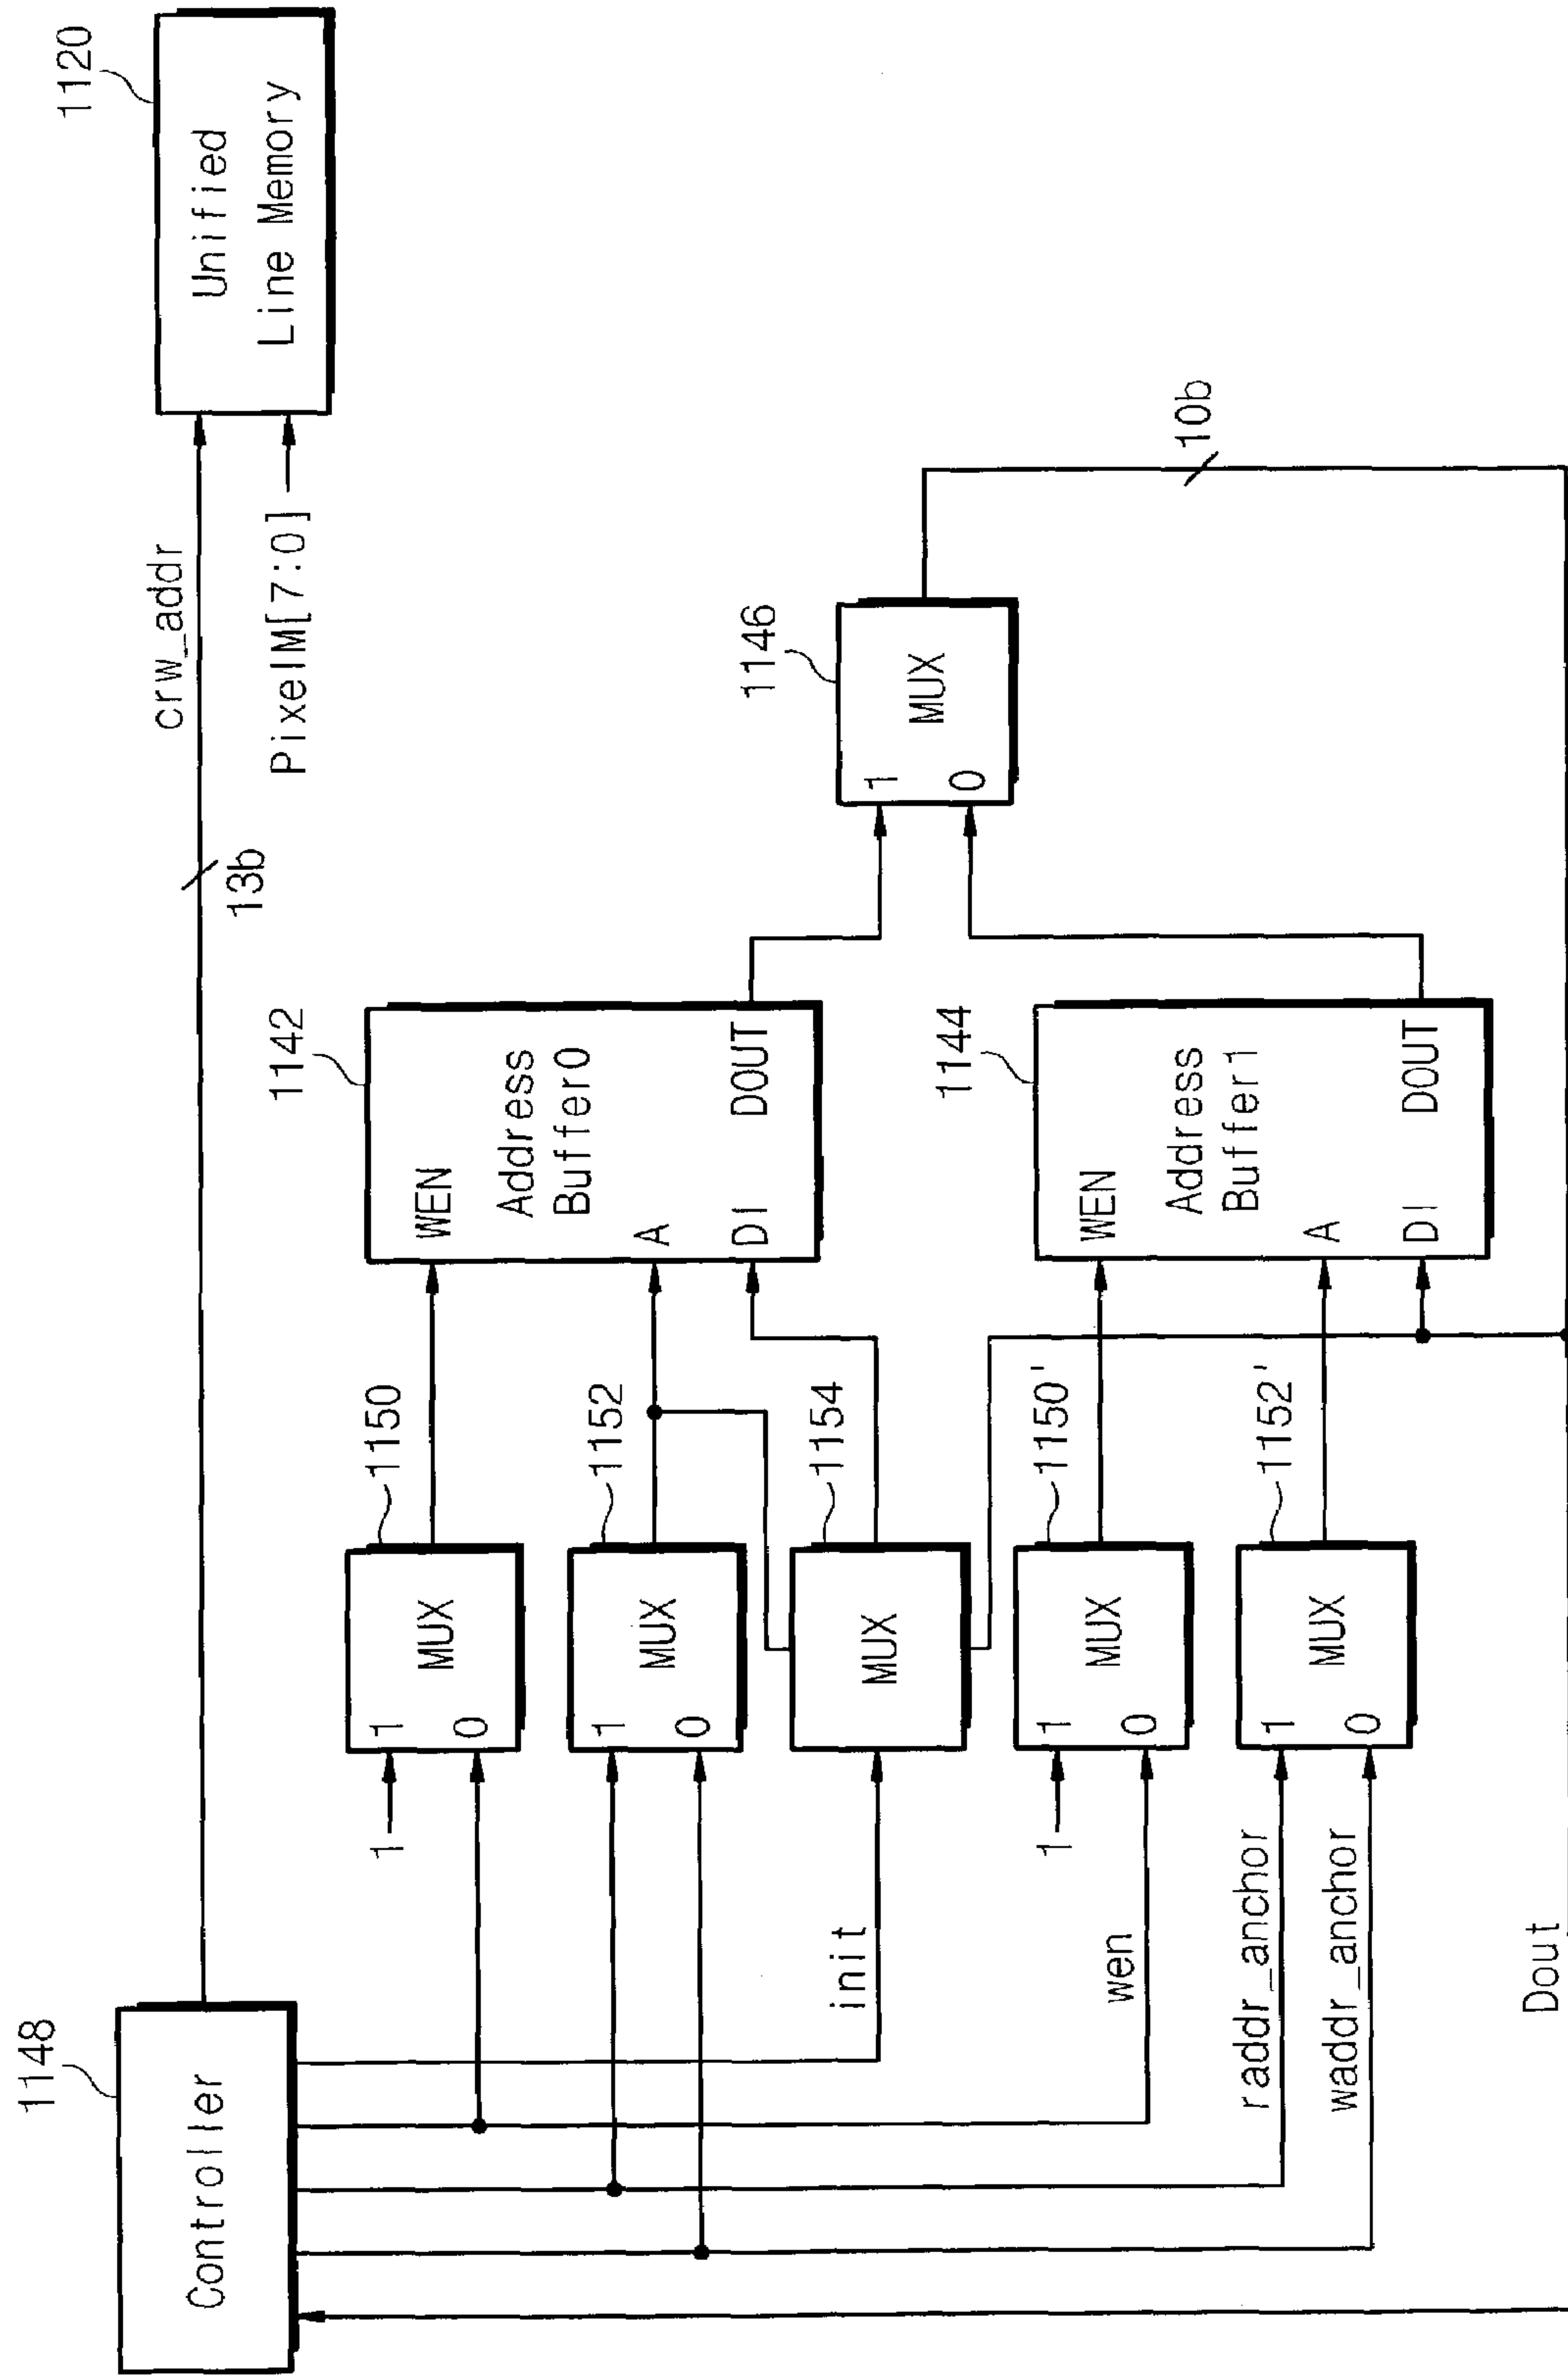 1120
Unified
Line Memory
crw_addr
PixelM[7:0]
13b
10b
1146
MUX
1
0
1142
WEN
Address
Buffer0
A
DI
DOUT
1144
WEN
Address
Buffer1
A
DI
DOUT
1150
MUX
1
0
1
1152
MUX
1
0
1154
MUX
init
1150'
MUX
1
0
1
wen
1152'
MUX
1
0
raddr_anchor
waddr_anchor
1148
Controller
Dout